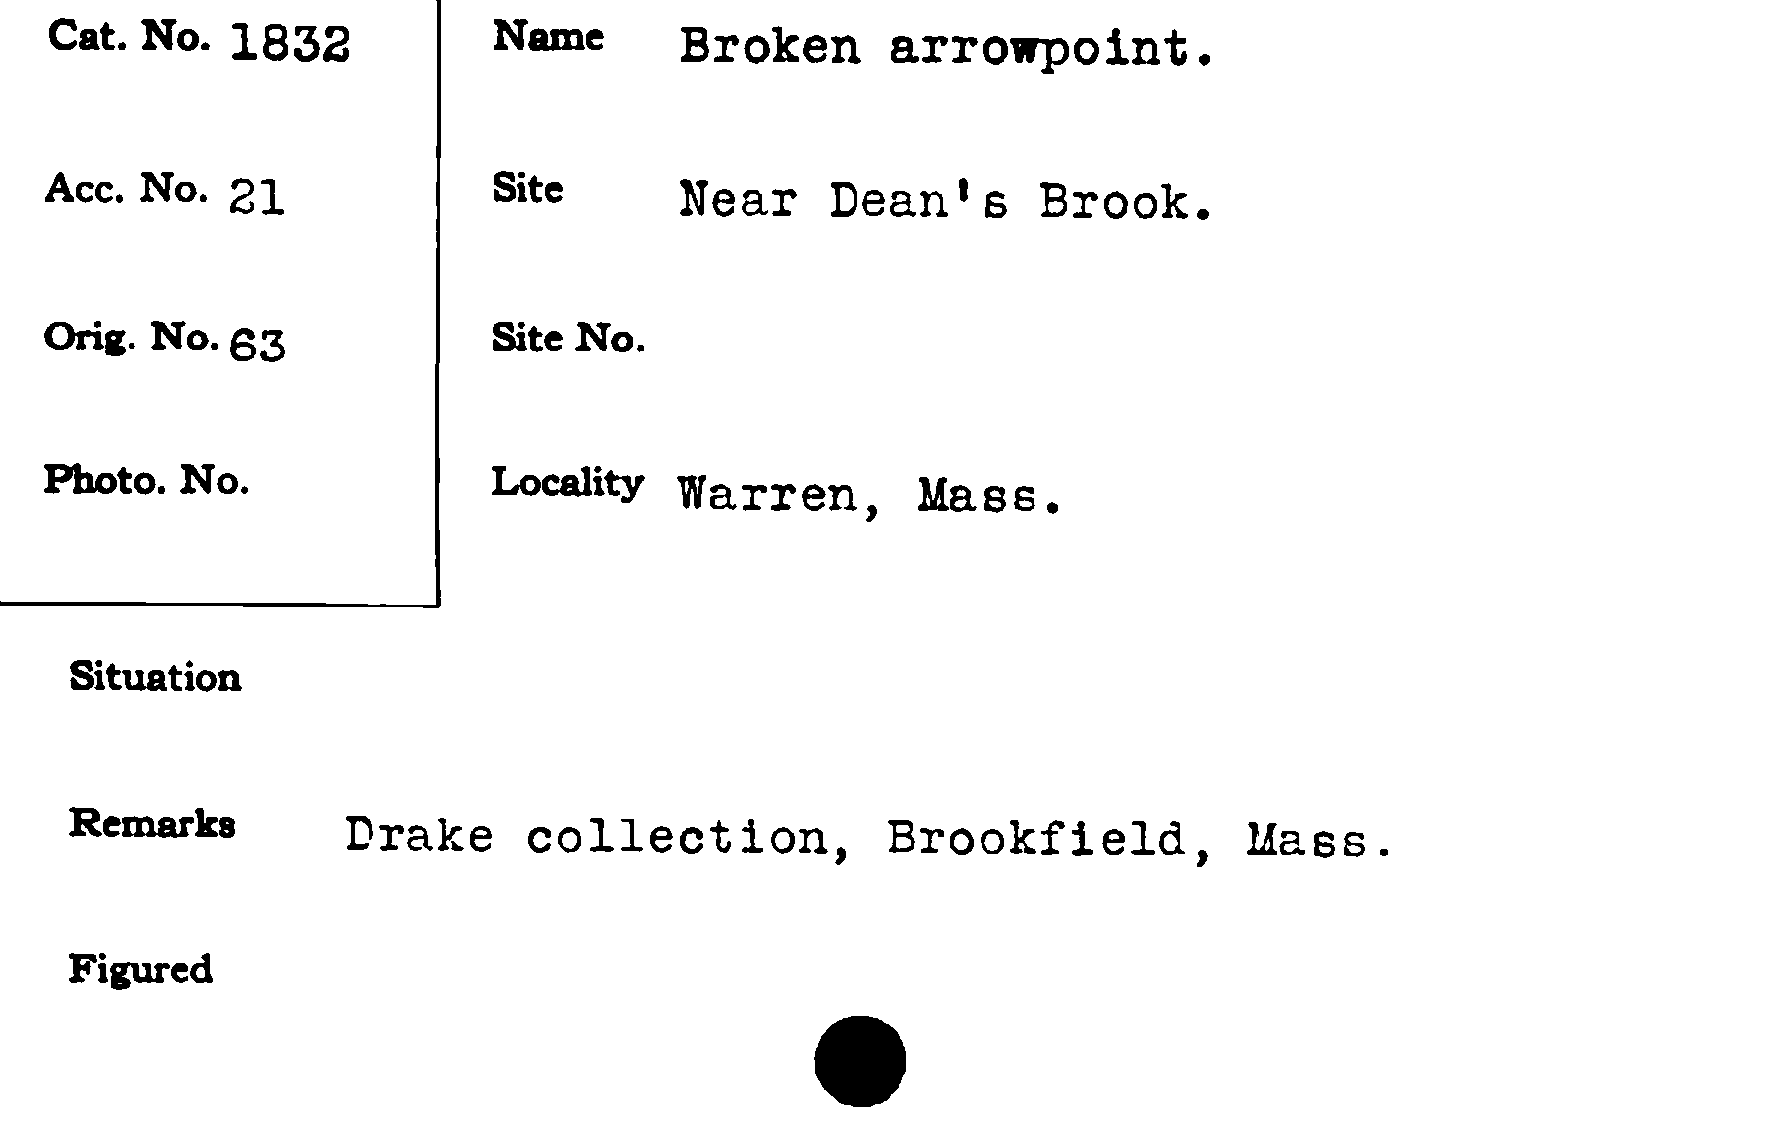 Cat. No. 1832
Acc. No. 21
Orig. No. 63
Photo. No.
Name Broken arrowpoint.
Site Near Dean's Brook.
Site No.
Locality Warren, Mass.
Situation
Remarks Drake collection, Brookfield, Mass.
Figured